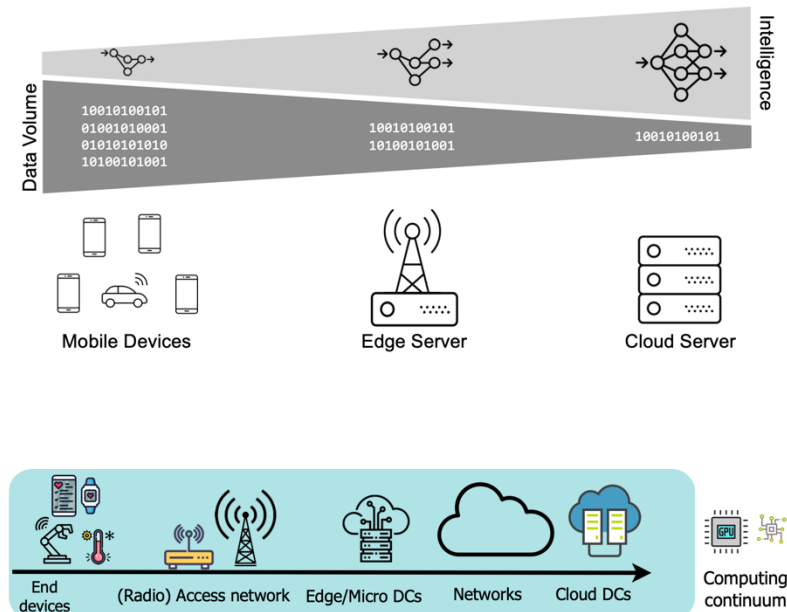 Intelligence
Data Volume
10010100101
01001010001
01010101010
10100101001
10010100101
10100101001
10010100101
Mobile Devices
Edge Server
Cloud Server
GPU
End
devices
(Radio) Access network
Edge/Micro DCs
Networks
Cloud DCs
Computing
continuum